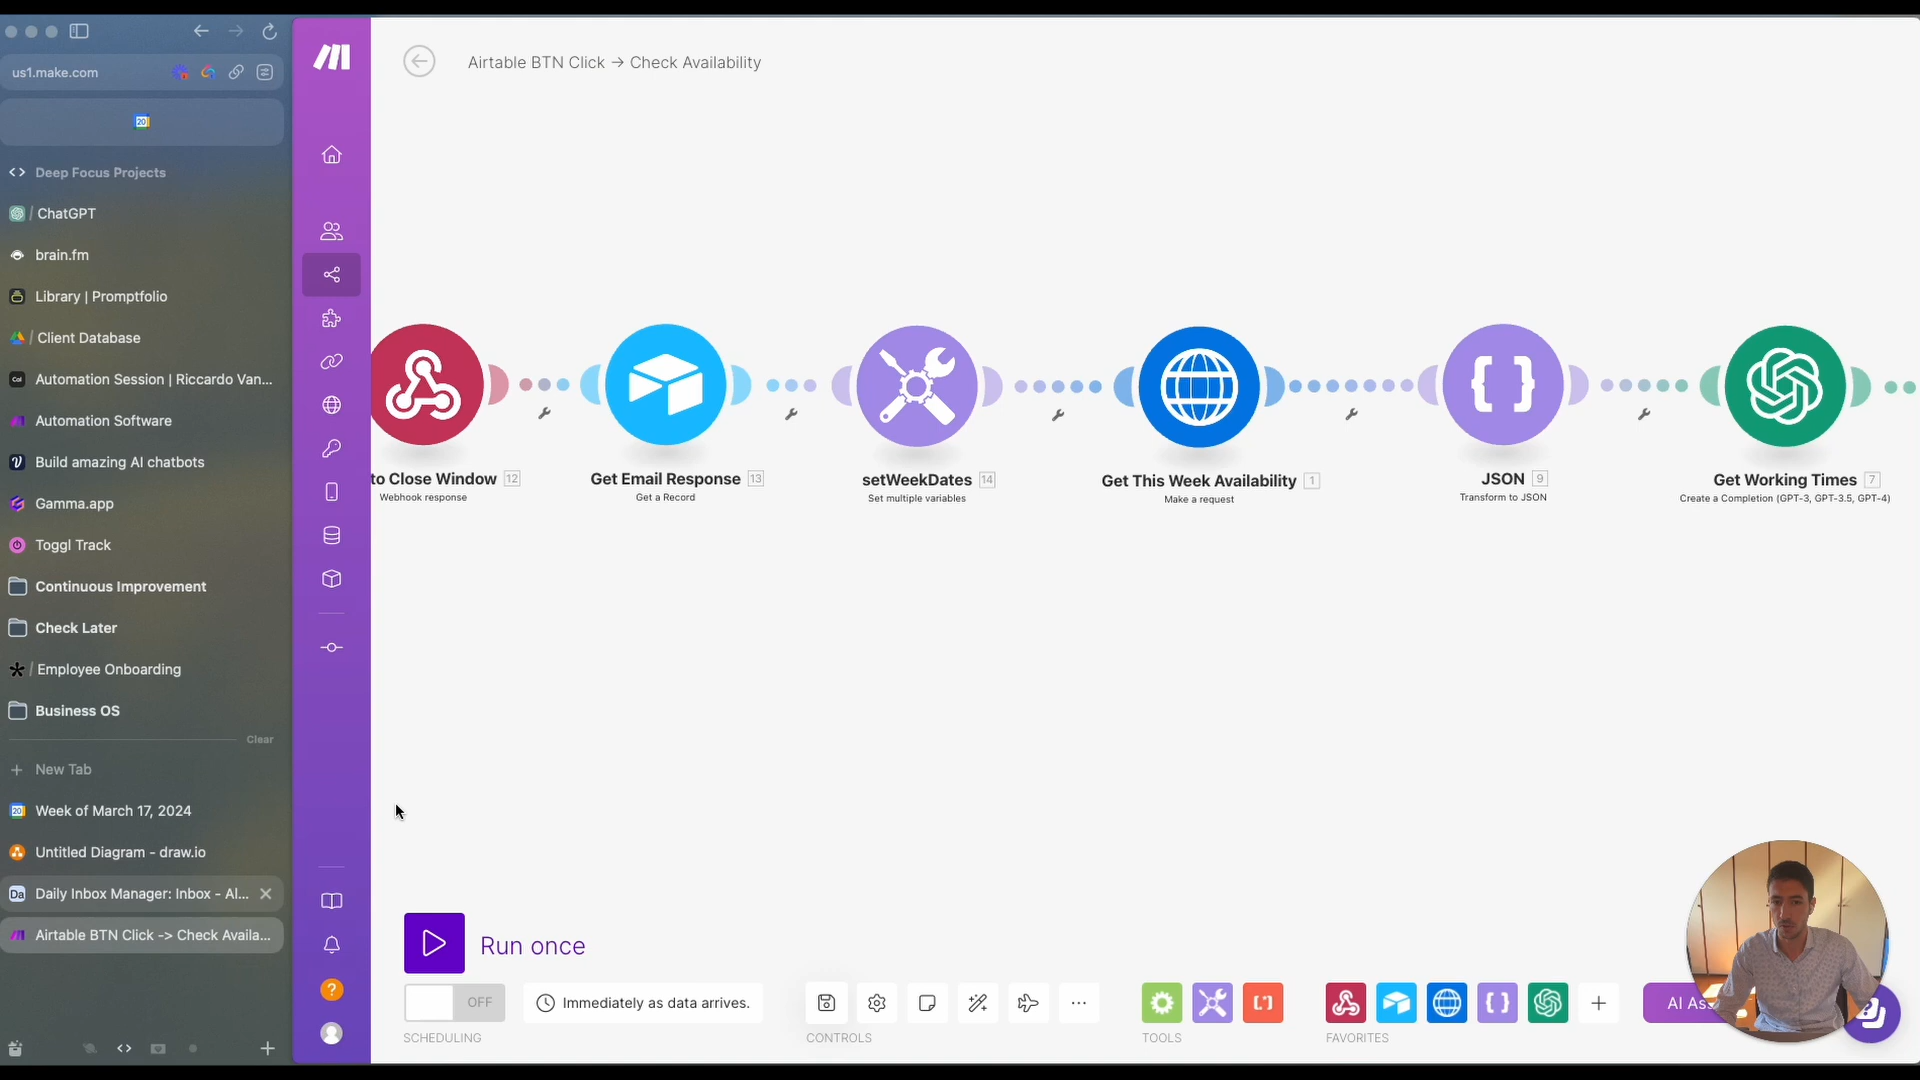 us1.make.com
20
Deep Focus Projects
/ ChatGPT
brain.fm
Library | Promptfolio
/ Client Database
Automation Session | Riccardo Van...
Automation Software
Build amazing AI chatbots
Gamma.app
Toggl Track
Continuous Improvement
Check Later
/ Employee Onboarding
Business OS
Clear
+ New Tab
20 Week of March 17, 2024
Untitled Diagram - draw.io
Da Daily Inbox Manager: Inbox - Al...
Airtable BTN Click -> Check Availa...
Airtable BTN Click → Check Availability
to Close Window 12
Webhook response
Get Email Response 13
Get a Record
setWeekDates 14
Set multiple variables
Get This Week Availability 1
Make a request
JSON 9
Transform to JSON
Get Working Times 7
Create a Completion (GPT-3, GPT-3.5, GPT-4)
Run once
OFF
Immediately as data arrives.
SCHEDULING
CONTROLS
TOOLS
FAVORITES
AI As